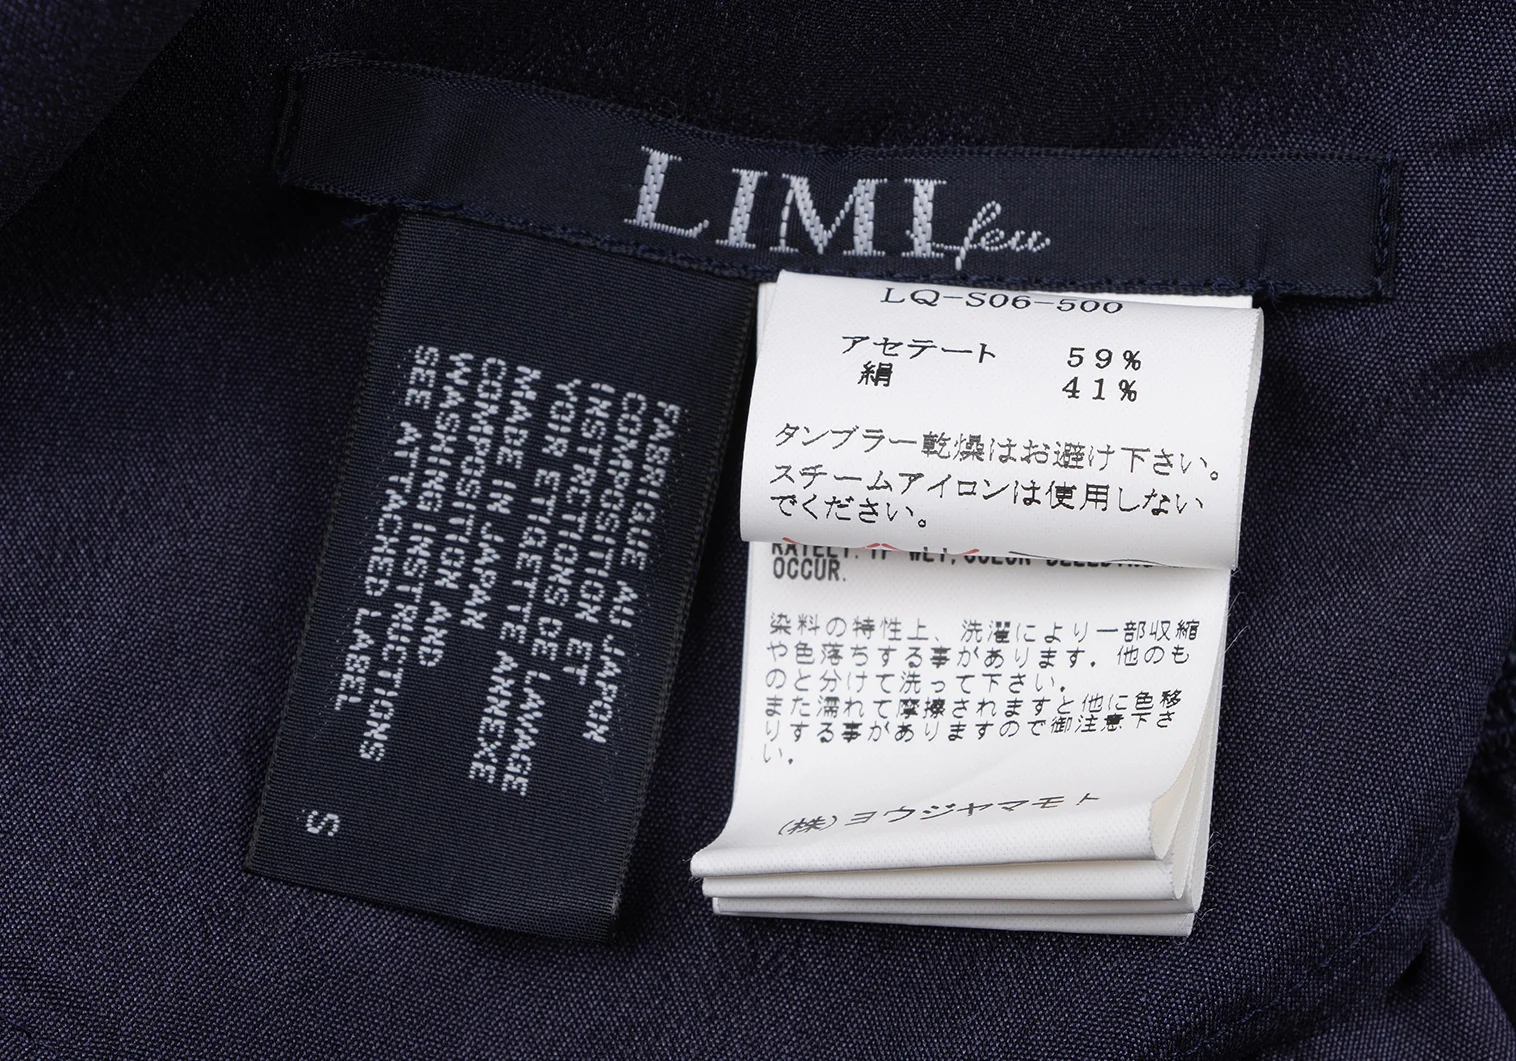 LIMI feu
FABRIQUE AU JAPON
COMPOSITION ET
INSTRUCTIONS DE LAVAGE
VOIR ETIQUETTE ANNEXE
MADE IN JAPAN
COMPOSITION AND
WASHING INSTRUCTIONS
SEE ATTACHED LABEL
S
LQ-S06-500
アセテート 59%
絹 41%
タンブラー乾燥はお避け下さい。
スチームアイロンは使用しない
でください。
RATELY. IF WET, COLOR
OCCUR.
染料の特性上、洗濯により一部収縮
や色落ちする事があります。他のも
のと分けて洗って下さい。
また濡れて摩擦されますと他に色移
りする事がありますので御注意下さ
い。
(株)ヨウジヤマモト